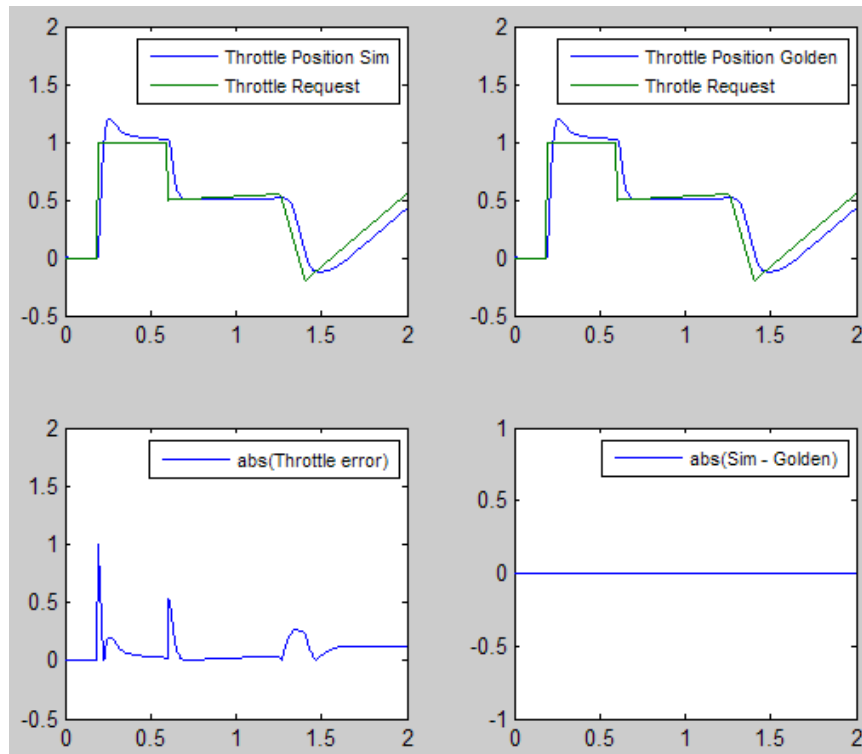 2
Throttle Position Sim
Throttle Request
1.5
1
0.5
0
-0.5
0 0.5 1 1.5 2
2
Throttle Position Golden
Throtle Request
1.5
1
0.5
0
-0.5
0 0.5 1 1.5 2
2
abs(Throttle error)
1.5
1
0.5
0
-0.5
0 0.5 1 1.5 2
1
abs(Sim - Golden)
0.5
0
-0.5
-1
0 0.5 1 1.5 2